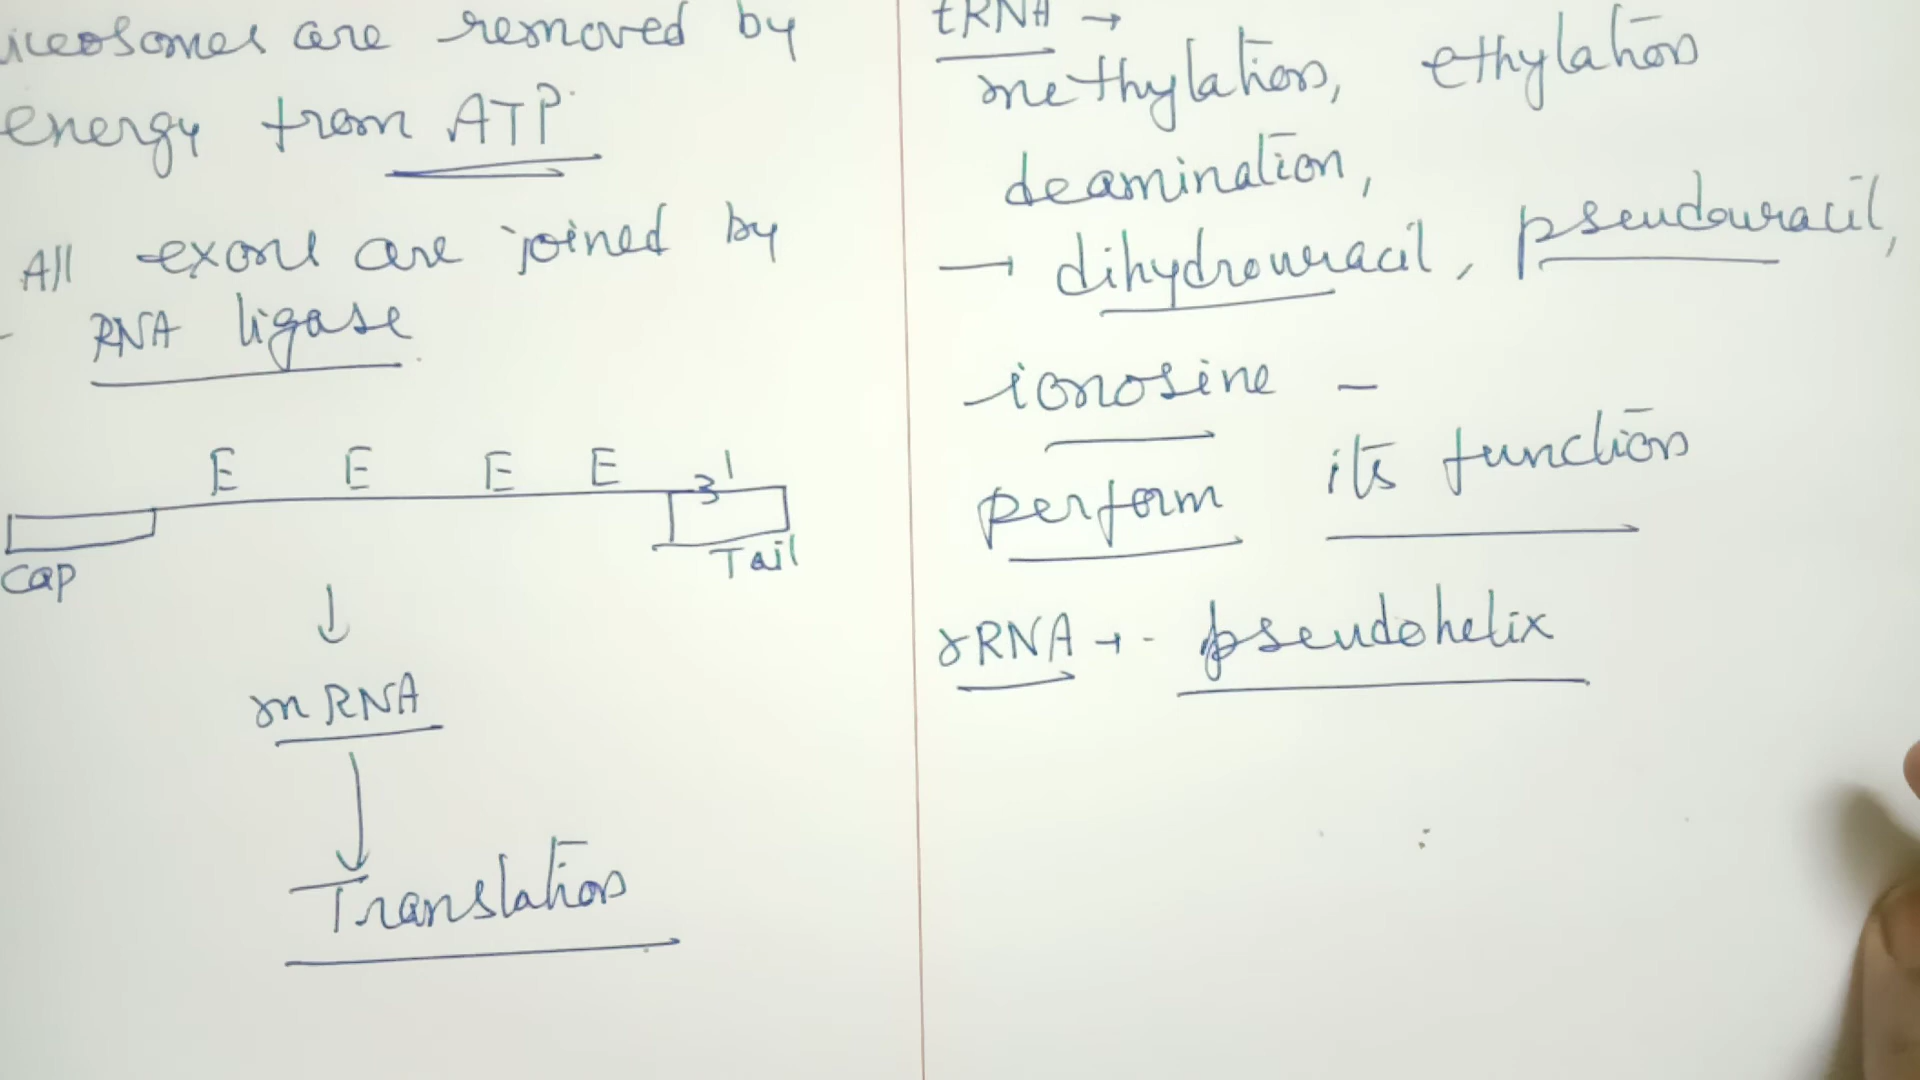 are removed by
energy from ATP
All exons are joined by
RNA ligase
E E E E 3'
Cap
Tail
mRNA
Translation
tRNA →
methylation, ethylation
deamination,
→ dihydrouracil, pseudouracil,
ionosine -
perform its function
rRNA → - pseudohelix